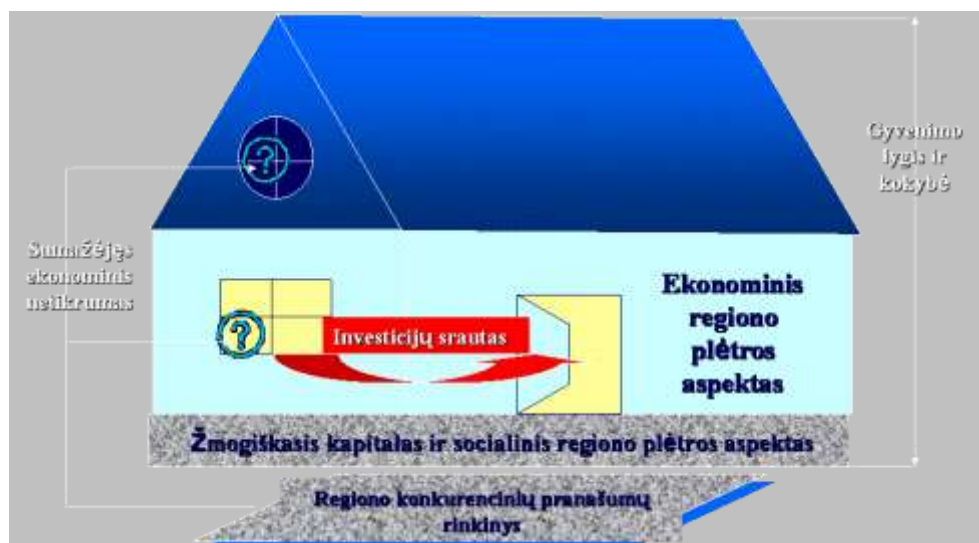 ?
Gyvenimo
lygis ir
kokybė
Sumažėjęs
ekonominis
netikrumas
?
Investicijų srautas
Ekonominis
regiono
plėtros
aspektas
Žmogiškasis kapitalas ir socialinis regiono plėtros aspektas
Regiono konkurencinių pranašumų
rinkinys